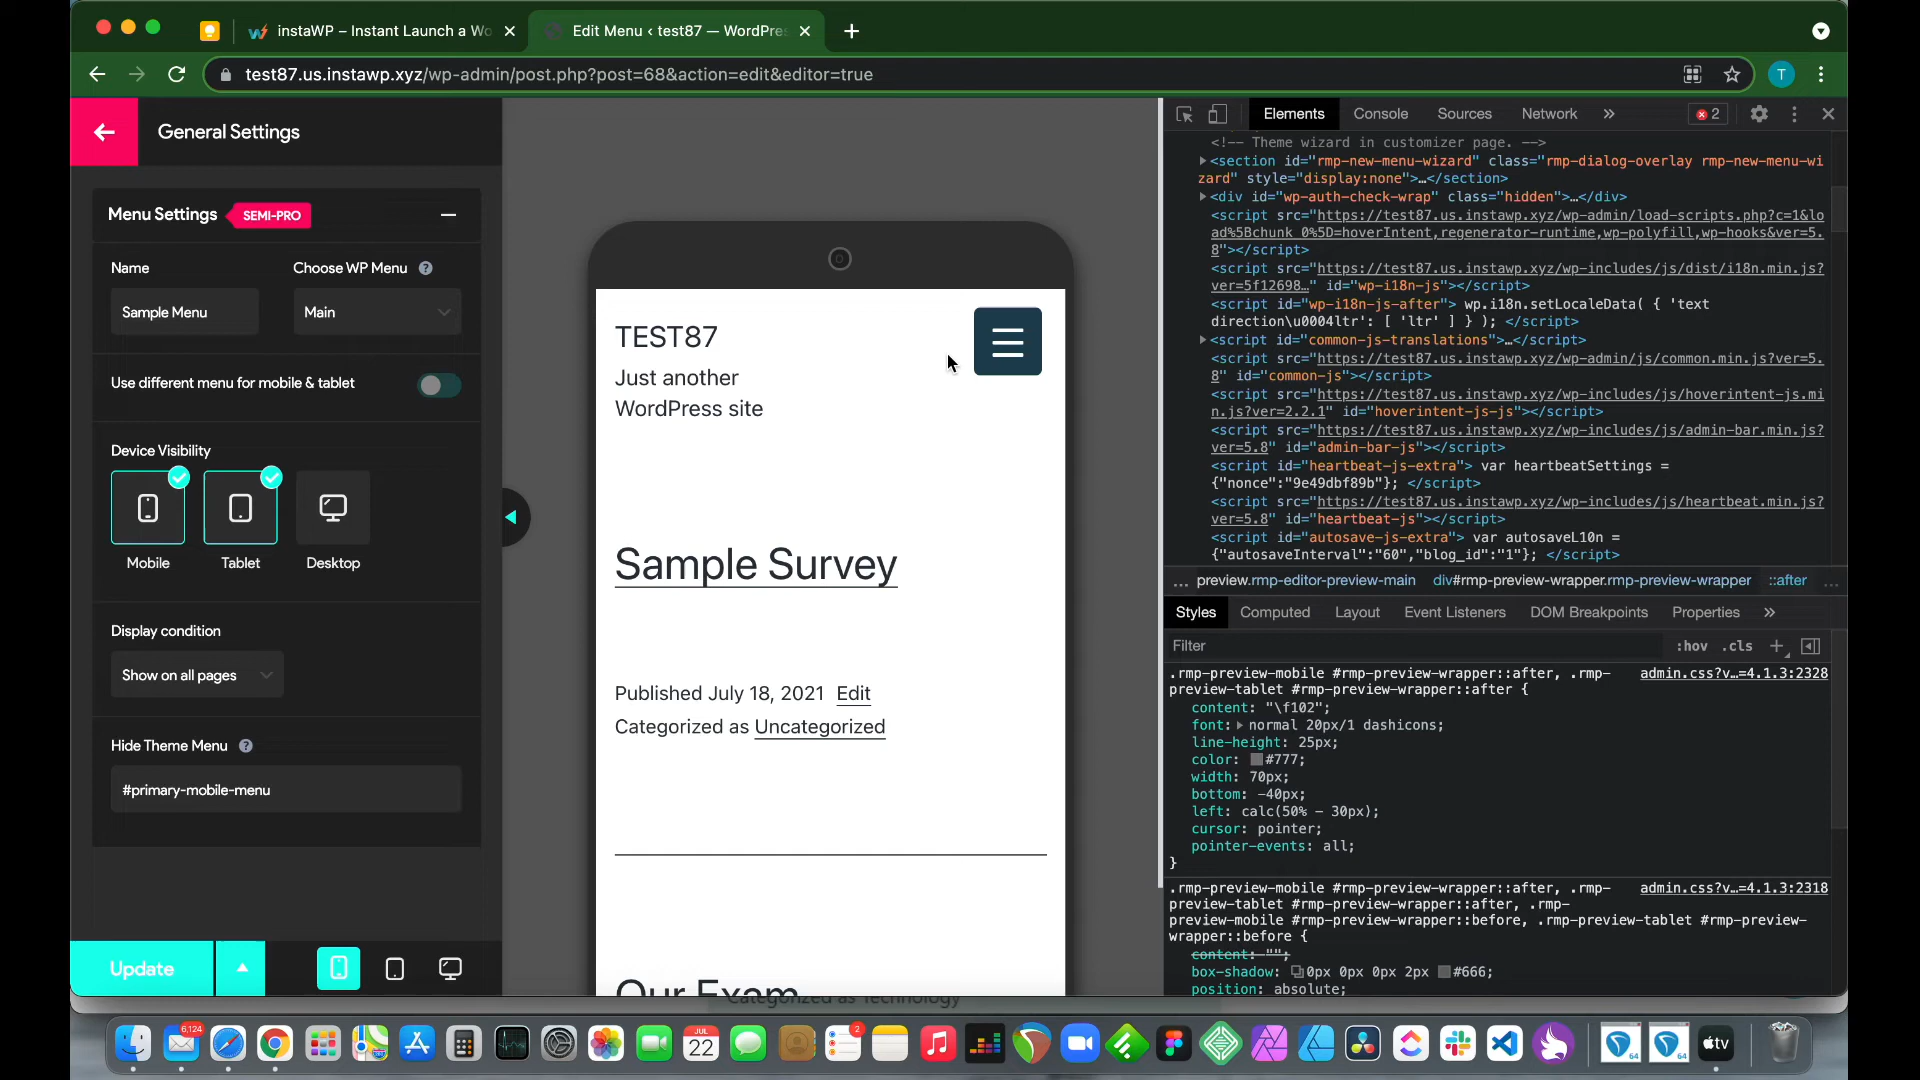 instaWP – Instant Launch a Wo
Edit Menu ‹ test87 — WordPre
test87.us.instawp.xyz/wp-admin/post.php?post=68&action=edit&editor=true
T
General Settings
Menu Settings
SEMI-PRO
Name
Choose WP Menu
Sample Menu
Main
Use different menu for mobile & tablet
Device Visibility
Mobile
Tablet
Desktop
Display condition
Show on all pages
Hide Theme Menu
#primary-mobile-menu
Update
TEST87
Just another
WordPress site
Sample Survey
Published July 18, 2021 Edit
Categorized as Uncategorized
Our Exam
Categorized as Technology
Elements Console Sources Network » 2
<!-- Theme wizard in customizer page. -->
<section id="rmp-new-menu-wizard" class="rmp-dialog-overlay rmp-new-menu-wi
zard" style="display:none">…</section>
<div id="wp-auth-check-wrap" class="hidden">…</div>
<script src="https://test87.us.instawp.xyz/wp-admin/load-scripts.php?c=1&lo
ad%5Bchunk_0%5D=hoverIntent,regenerator-runtime,wp-polyfill,wp-hooks&ver=5.
8"></script>
<script src="https://test87.us.instawp.xyz/wp-includes/js/dist/i18n.min.js?
ver=5f12698…" id="wp-i18n-js"></script>
<script id="wp-i18n-js-after"> wp.i18n.setLocaleData( { 'text
direction\u0004ltr': [ 'ltr' ] } ); </script>
<script id="common-js-translations">…</script>
<script src="https://test87.us.instawp.xyz/wp-admin/js/common.min.js?ver=5.
8" id="common-js"></script>
<script src="https://test87.us.instawp.xyz/wp-includes/js/hoverintent-js.mi
n.js?ver=2.2.1" id="hoverintent-js-js"></script>
<script src="https://test87.us.instawp.xyz/wp-includes/js/admin-bar.min.js?
ver=5.8" id="admin-bar-js"></script>
<script id="heartbeat-js-extra"> var heartbeatSettings =
{"nonce":"9e49dbf89b"}; </script>
<script src="https://test87.us.instawp.xyz/wp-includes/js/heartbeat.min.js?
ver=5.8" id="heartbeat-js"></script>
<script id="autosave-js-extra"> var autosaveL10n =
{"autosaveInterval":"60","blog_id":"1"}; </script>
… preview.rmp-editor-preview-main div#rmp-preview-wrapper.rmp-preview-wrapper ::after …
Styles Computed Layout Event Listeners DOM Breakpoints Properties »
Filter :hov .cls +
.rmp-preview-mobile #rmp-preview-wrapper::after, .rmp- admin.css?v…=4.1.3:2328
preview-tablet #rmp-preview-wrapper::after {
content: "\f102";
font: normal 20px/1 dashicons;
line-height: 25px;
color: #777;
width: 70px;
bottom: -40px;
left: calc(50% - 30px);
cursor: pointer;
pointer-events: all;
}
.rmp-preview-mobile #rmp-preview-wrapper::after, .rmp- admin.css?v…=4.1.3:2318
preview-tablet #rmp-preview-wrapper::after, .rmp-
preview-mobile #rmp-preview-wrapper::before, .rmp-preview-tablet #rmp-preview-
wrapper::before {
content: "";
box-shadow: 0px 0px 0px 2px #666;
position: absolute;
6,124
JUL
22
2
64
64
tv